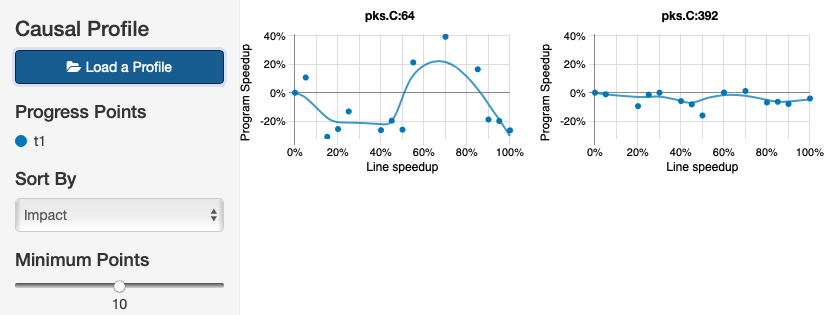 Causal Profile
Load a Profile
Progress Points
t1
Sort By
Impact
Minimum Points
10
pks.C:64
Program Speedup
40%
20%
0%
-20%
0% 20% 40% 60% 80% 100%
Line speedup
pks.C:392
Program Speedup
40%
20%
0%
-20%
0% 20% 40% 60% 80% 100%
Line speedup